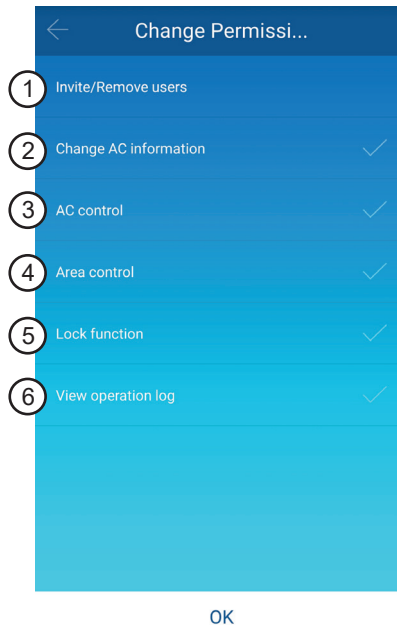 Change Permissi...
1 Invite/Remove users
2 Change AC information
3 AC control
4 Area control
5 Lock function
6 View operation log
OK